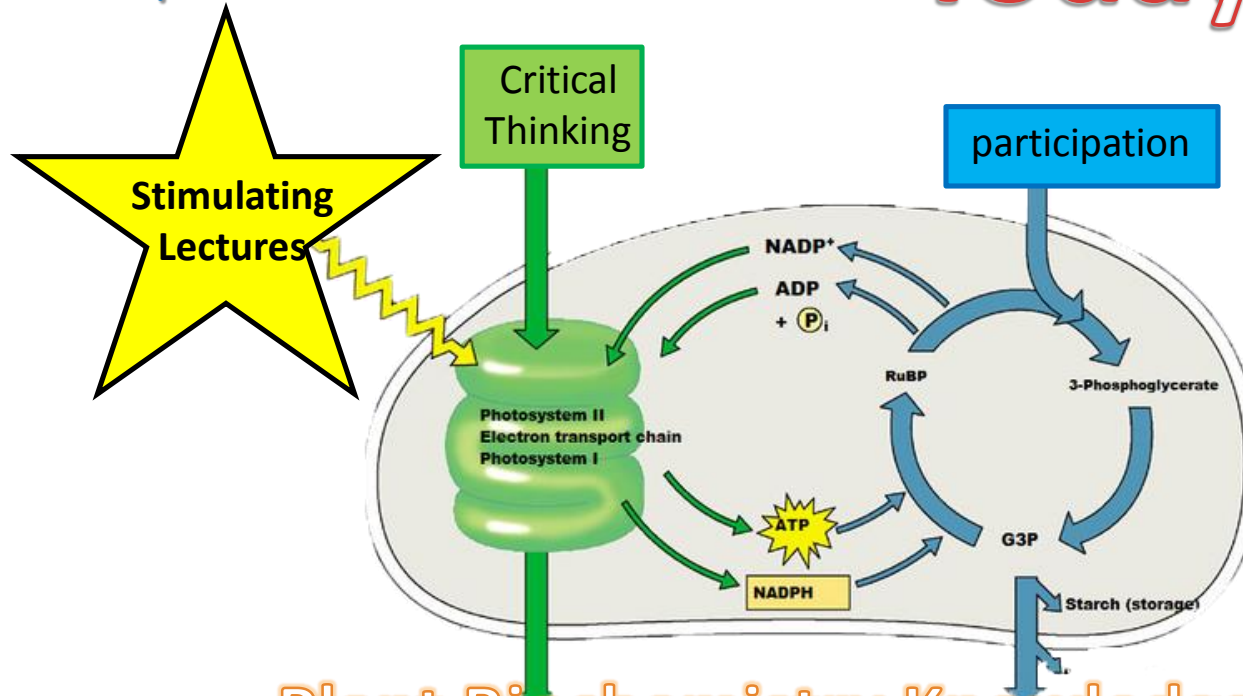 Critical
Thinking
participation
Stimulating
Lectures
NADP⁺
ADP
+ Pᵢ
RuBP
3-Phosphoglycerate
Photosystem II
Electron transport chain
Photosystem I
ATP
G3P
NADPH
Starch (storage)